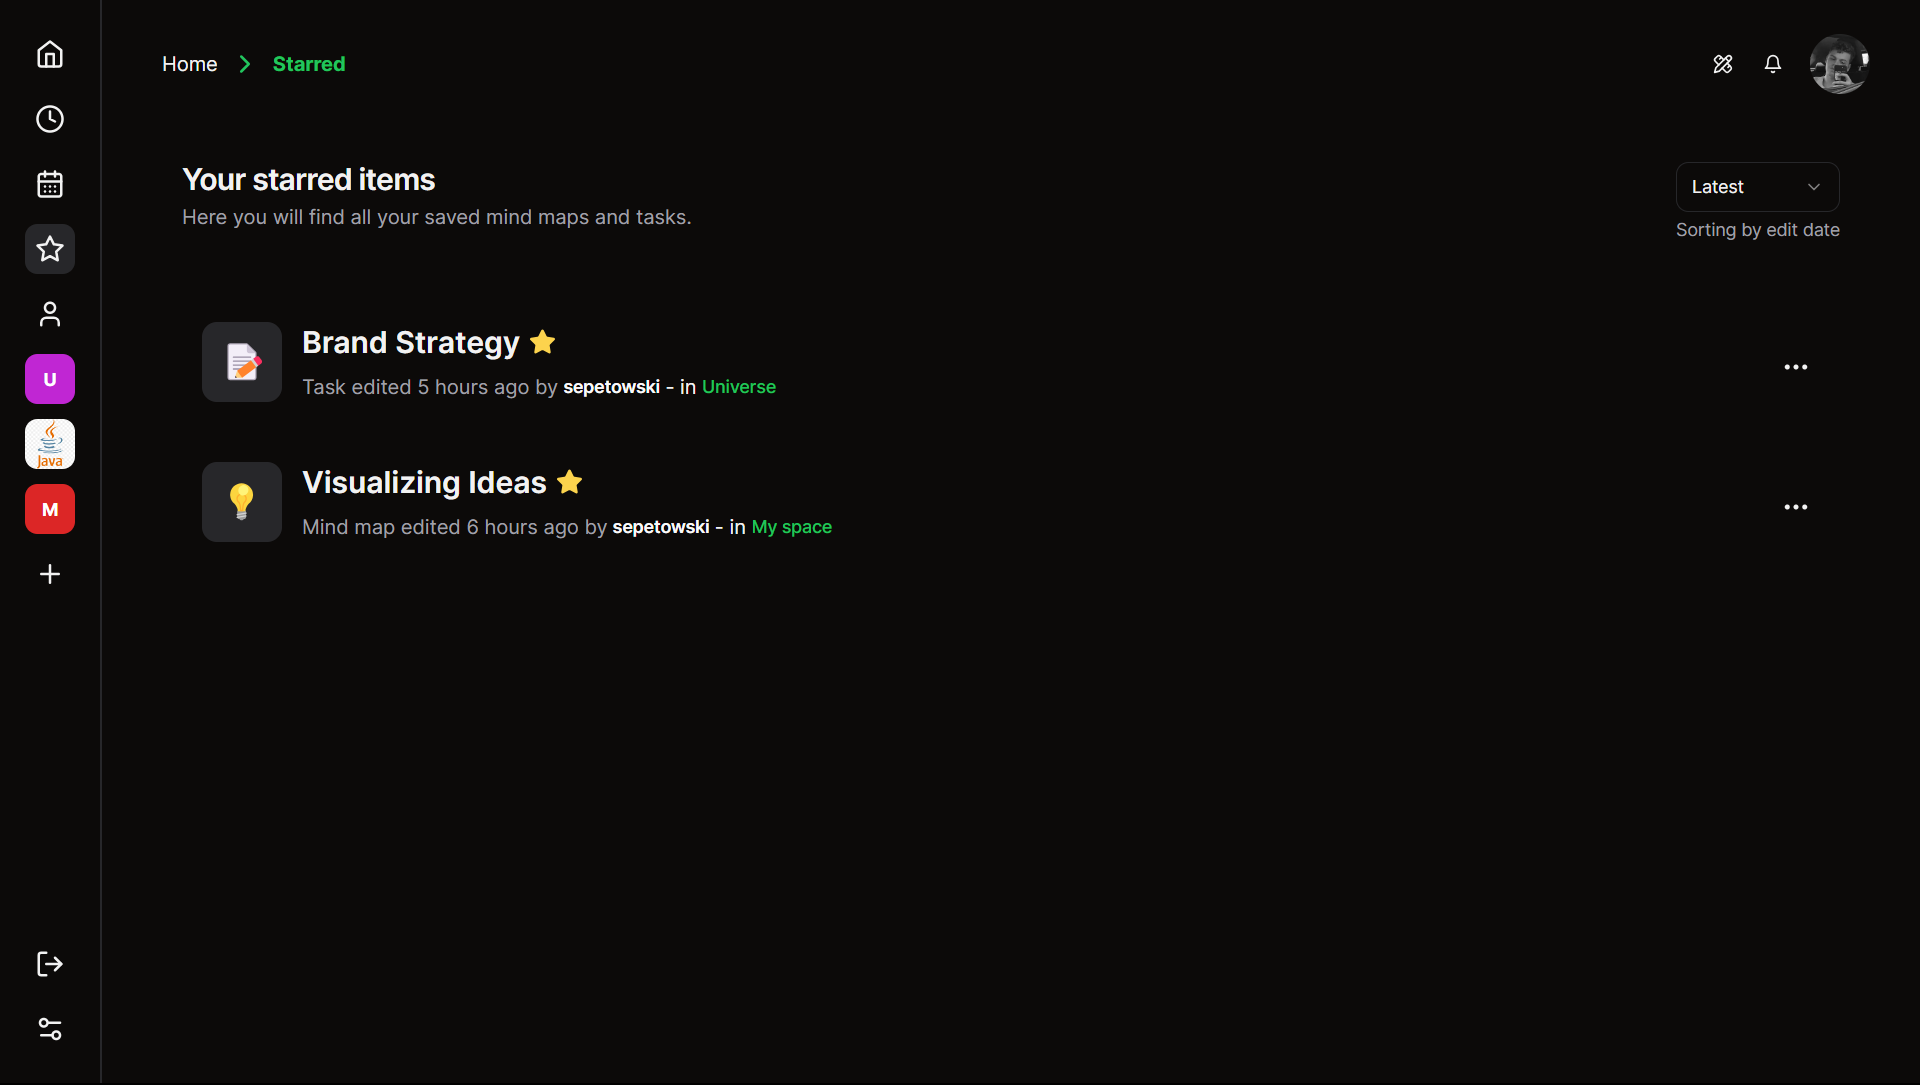 Home > Starred
Your starred items
Here you will find all your saved mind maps and tasks.
Latest
Sorting by edit date
Brand Strategy
Task edited 5 hours ago by sepetowski - in Universe
Visualizing Ideas
Mind map edited 6 hours ago by sepetowski - in My space
U
Java
M